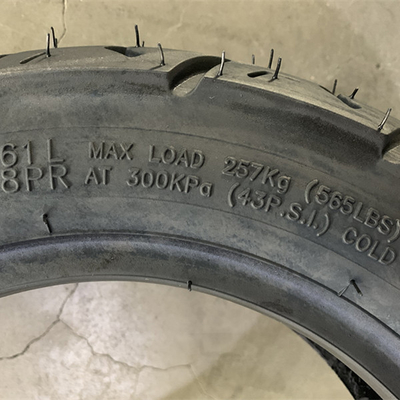 61L MAX LOAD 257Kg (565LBS)
8PR AT 300KPa (43P.S.I.) COLD